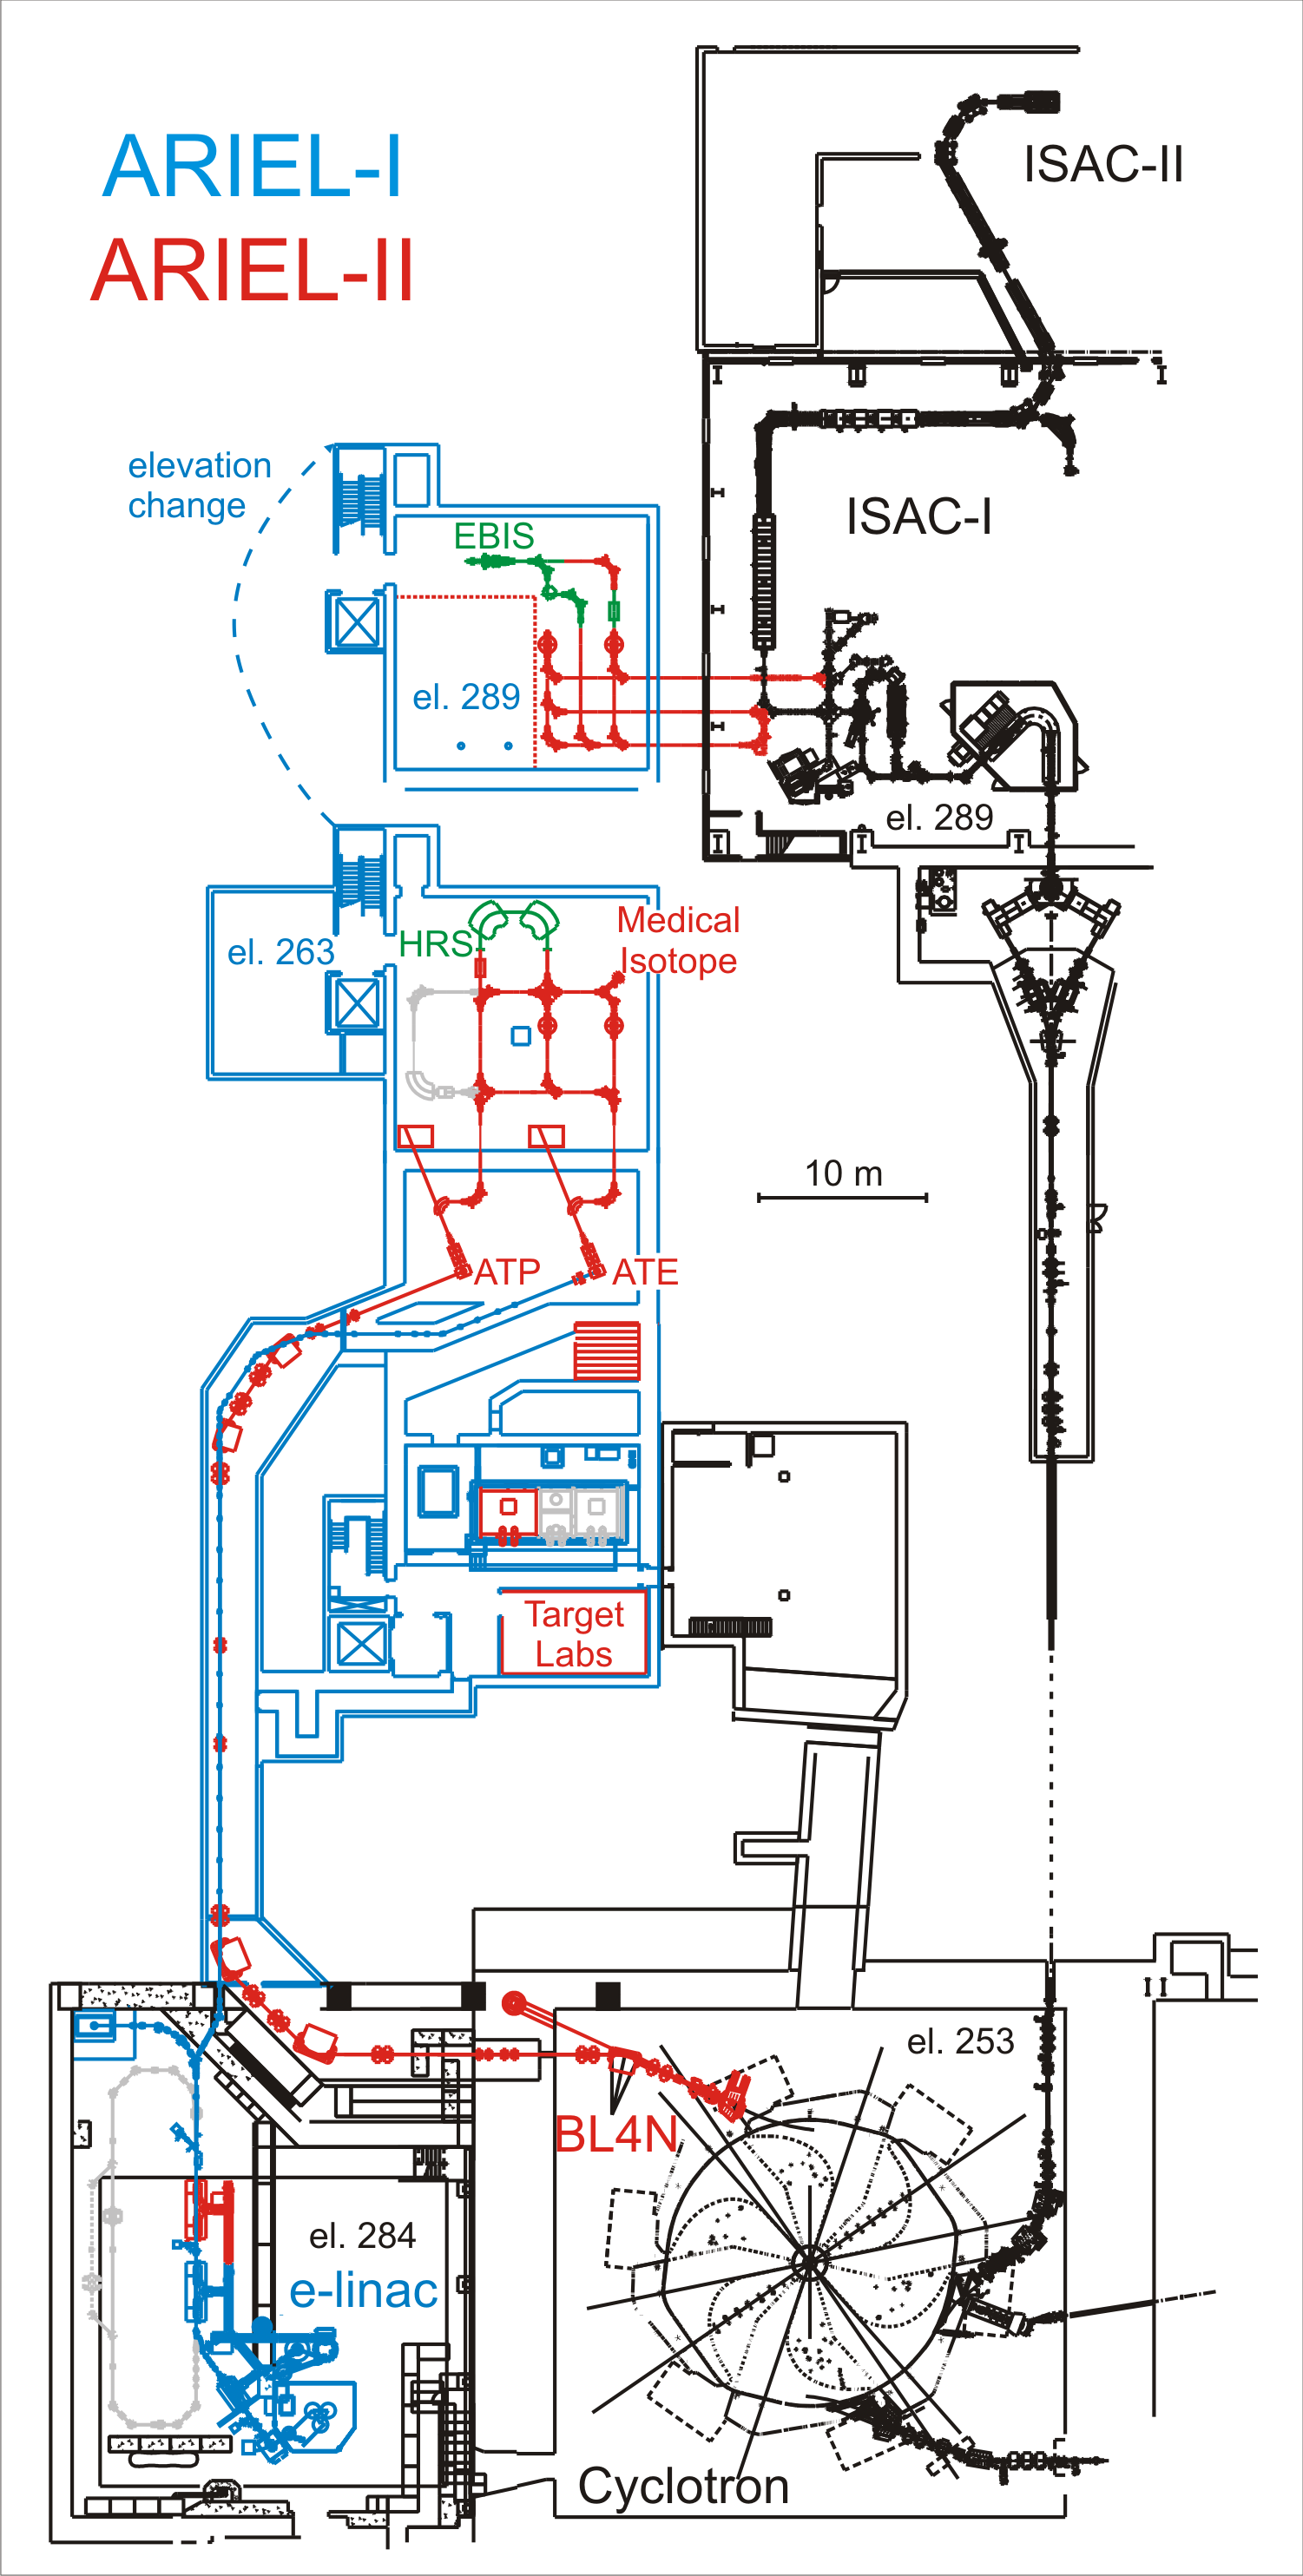 ARIEL-I
ARIEL-II
ISAC-II
elevation
change
EBIS
ISAC-I
el. 289
el. 289
el. 263
HRS
Medical
Isotope
10 m
ATP
ATE
Target
Labs
el. 253
BL4N
el. 284
e-linac
Cyclotron